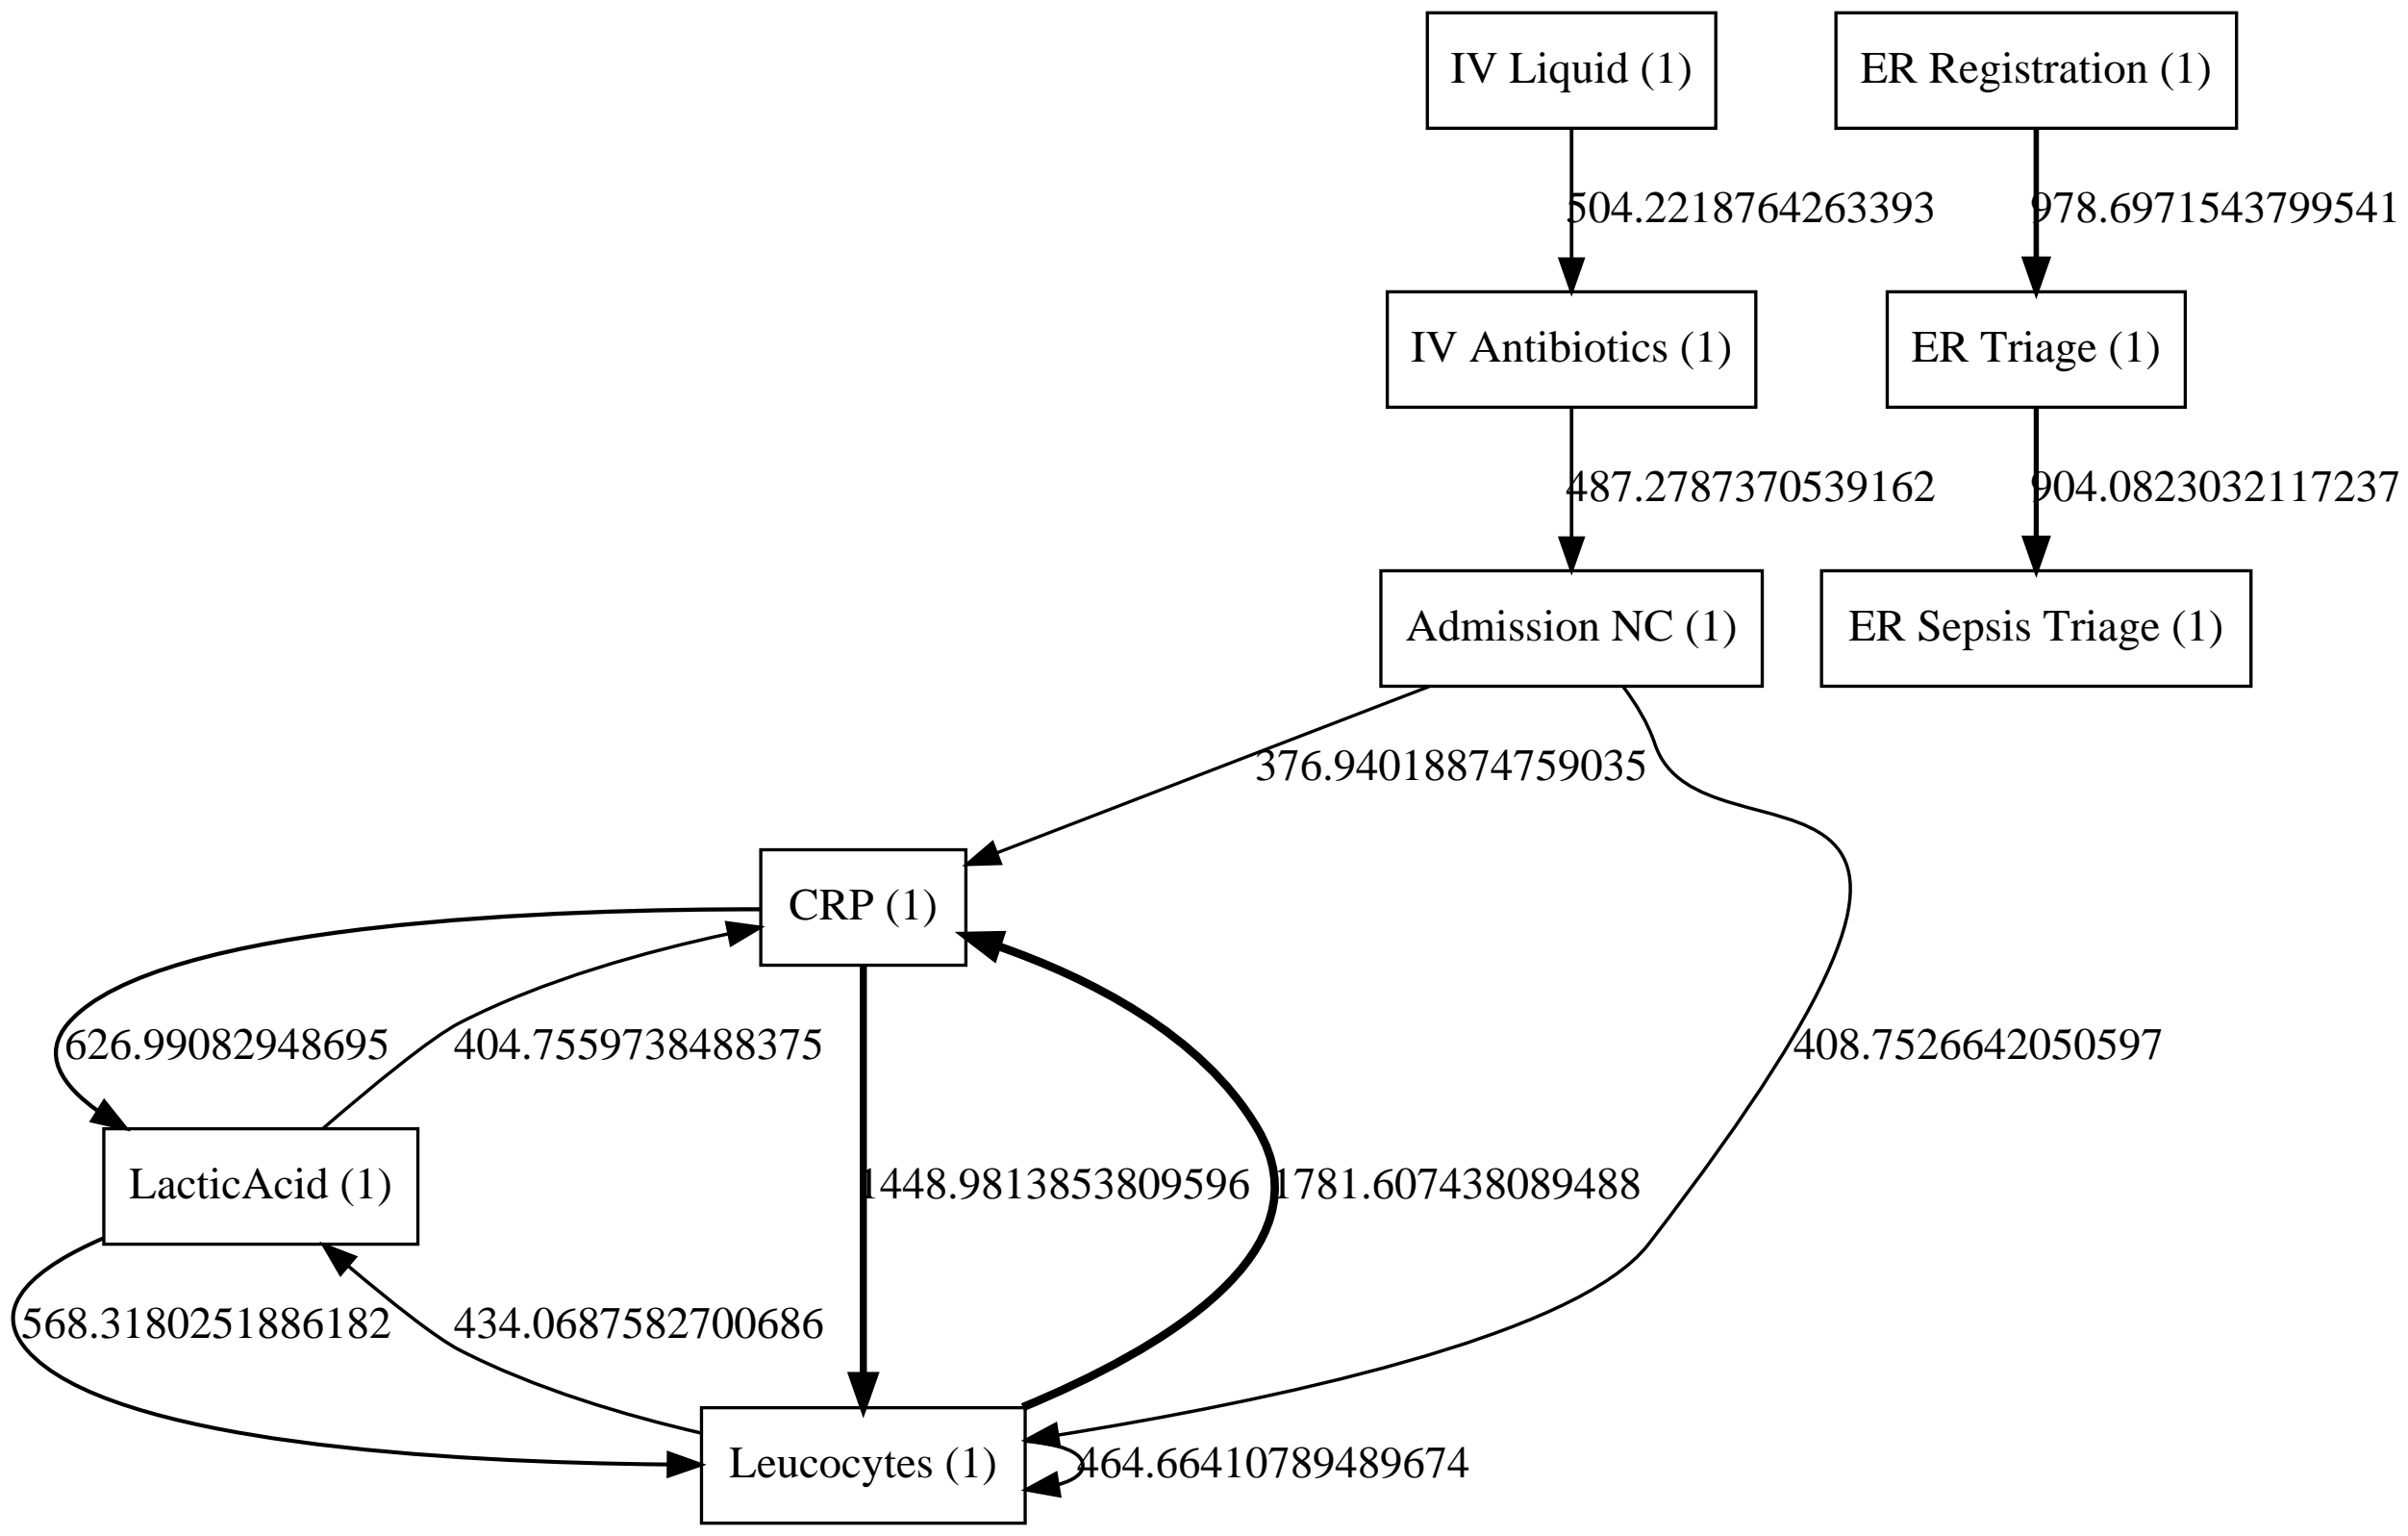 IV Liquid (1)
ER Registration (1)
504.2218764263393
978.6971543799541
IV Antibiotics (1)
ER Triage (1)
487.2787370539162
904.0823032117237
Admission NC (1)
ER Sepsis Triage (1)
376.94018874759035
CRP (1)
626.99082948695
404.7559738488375
408.7526642050597
LacticAcid (1)
1448.9813853809596
1781.607438089488
568.3180251886182
434.0687582700686
Leucocytes (1)
464.66410789489674